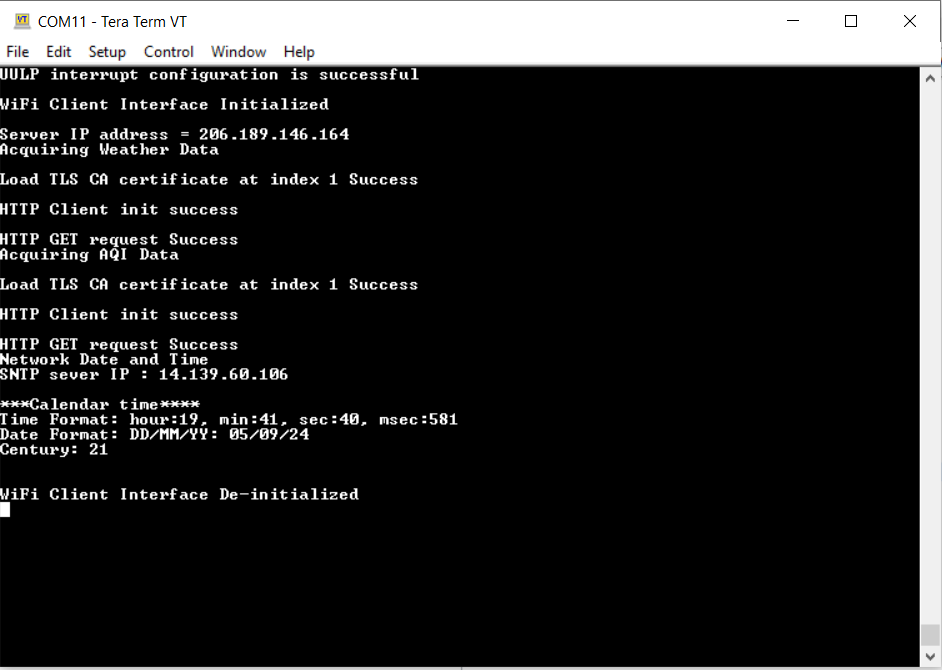 COM11 - Tera Term VT
File Edit Setup Control Window Help
UULP interrupt configuration is successful
WiFi Client Interface Initialized
Server IP address = 206.189.146.164
Acquiring Weather Data
Load TLS CA certificate at index 1 Success
HTTP Client init success
HTTP GET request Success
Acquiring AQI Data
Load TLS CA certificate at index 1 Success
HTTP Client init success
HTTP GET request Success
Network Date and Time
SNTP sever IP : 14.139.60.106
***Calendar time****
Time Format: hour:19, min:41, sec:40, msec:581
Date Format: DD/MM/YY: 05/09/24
Century: 21
WiFi Client Interface De-initialized